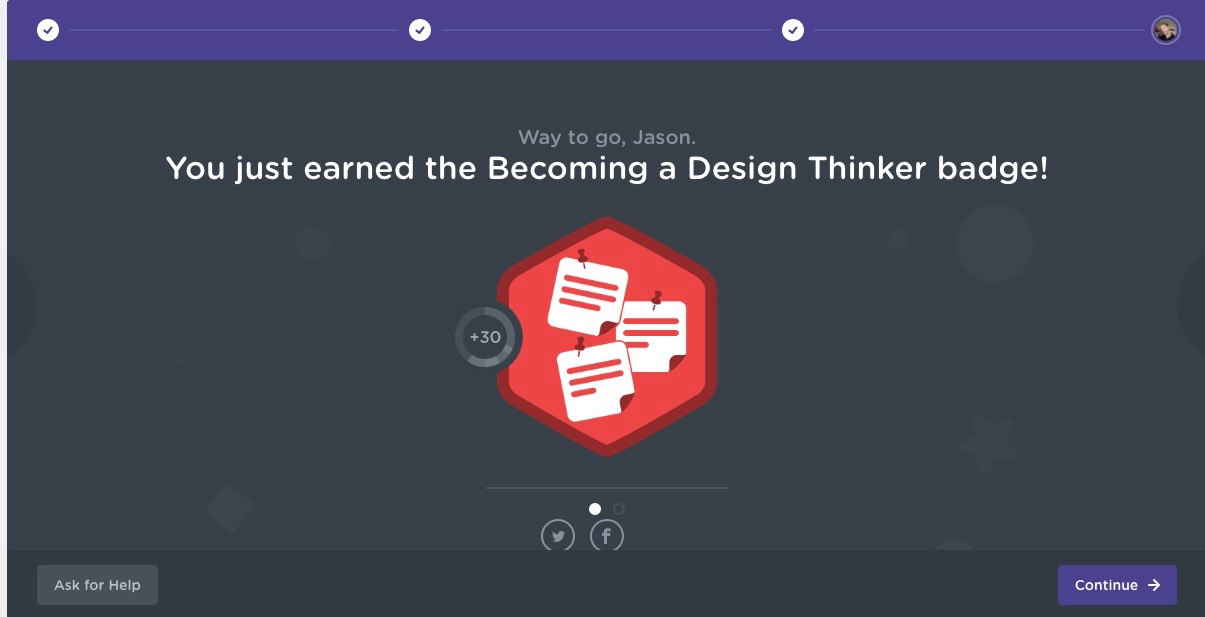 Way to go, Jason.
You just earned the Becoming a Design Thinker badge!
+30
Ask for Help
Continue